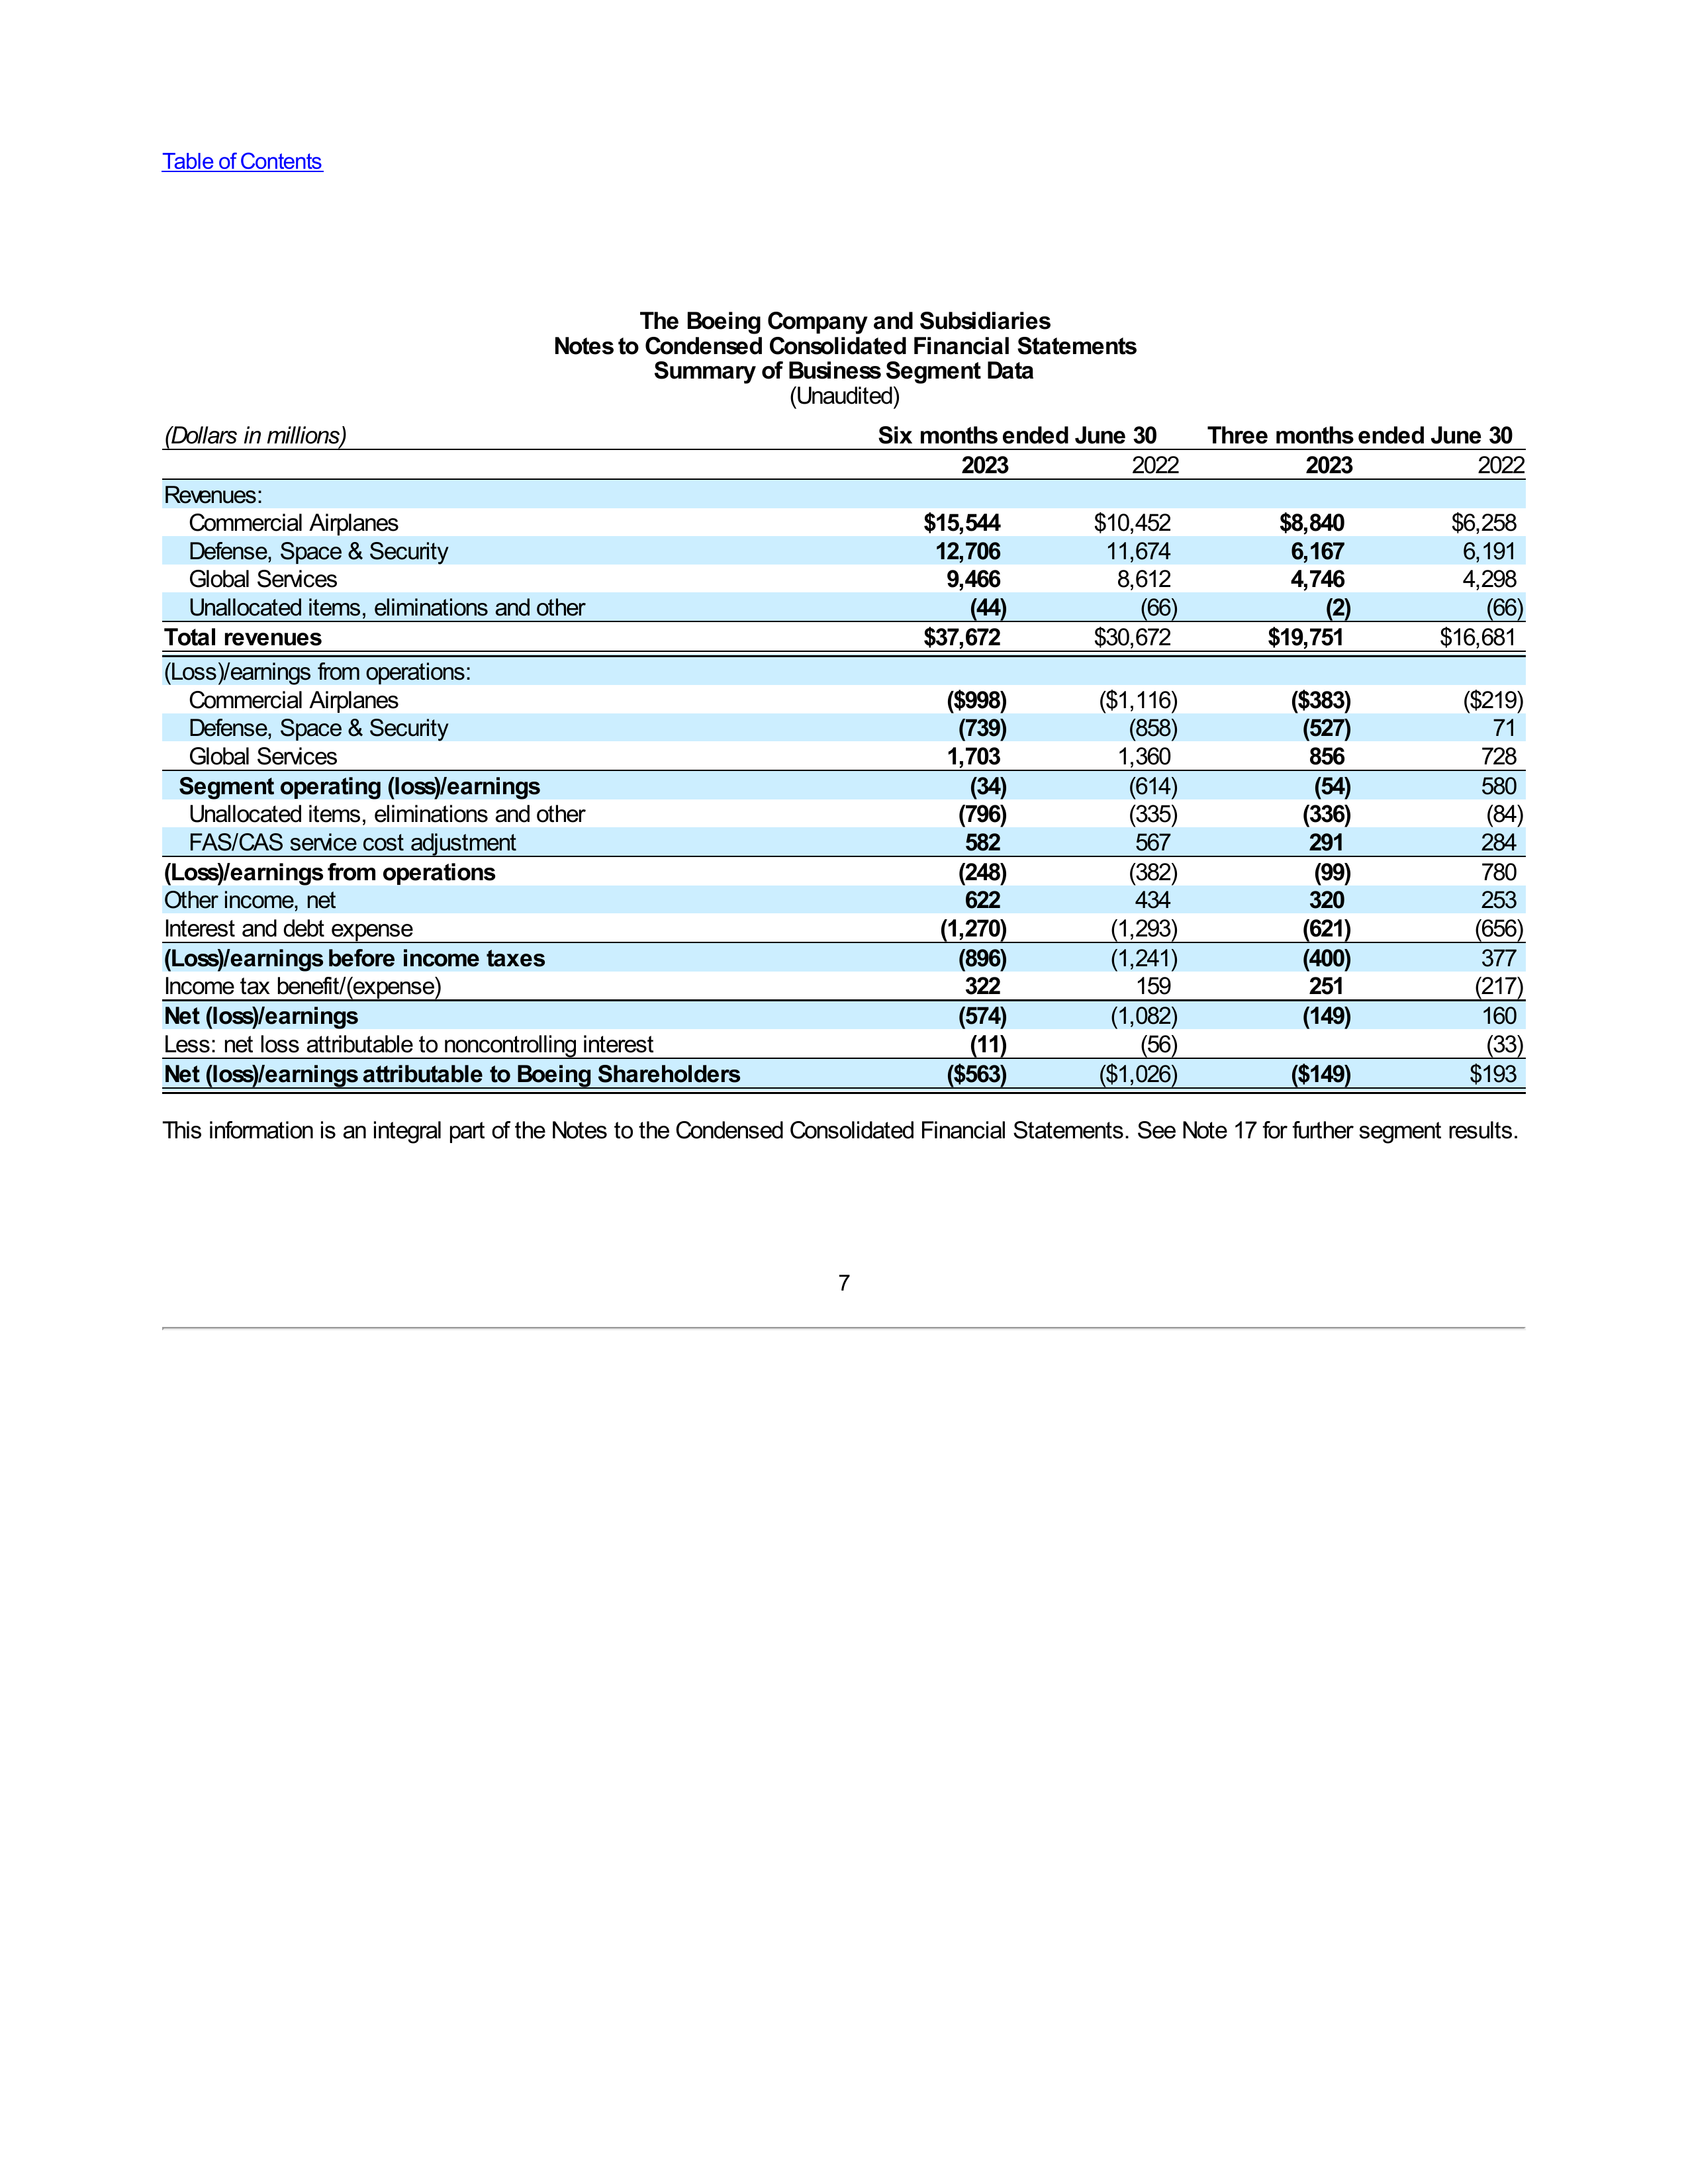 Table of Contents
The Boeing Company and Subsidiaries
Notes to Condensed Consolidated Financial Statements
Summary of Business Segment Data
(Unaudited)
(Dollars in millions) Six months ended June 30 Three months ended June 30
2023 2022 2023 2022
Revenues:
Commercial Airplanes $15,544 $10,452 $8,840 $6,258
Defense, Space & Security 12,706 11,674 6,167 6,191
Global Services 9,466 8,612 4,746 4,298
Unallocated items, eliminations and other (44) (66) (2) (66)
Total revenues $37,672 $30,672 $19,751 $16,681
(Loss)/earnings from operations:
Commercial Airplanes ($998) ($1,116) ($383) ($219)
Defense, Space & Security (739) (858) (527) 71
Global Services 1,703 1,360 856 728
Segment operating (loss)/earnings (34) (614) (54) 580
Unallocated items, eliminations and other (796) (335) (336) (84)
FAS/CAS service cost adjustment 582 567 291 284
(Loss)/earnings from operations (248) (382) (99) 780
Other income, net 622 434 320 253
Interest and debt expense (1,270) (1,293) (621) (656)
(Loss)/earnings before income taxes (896) (1,241) (400) 377
Income tax benefit/(expense) 322 159 251 (217)
Net (loss)/earnings (574) (1,082) (149) 160
Less: net loss attributable to noncontrolling interest (11) (56) (33)
Net (loss)/earnings attributable to Boeing Shareholders ($563) ($1,026) ($149) $193
This information is an integral part of the Notes to the Condensed Consolidated Financial Statements. See Note 17 for further segment results.
7